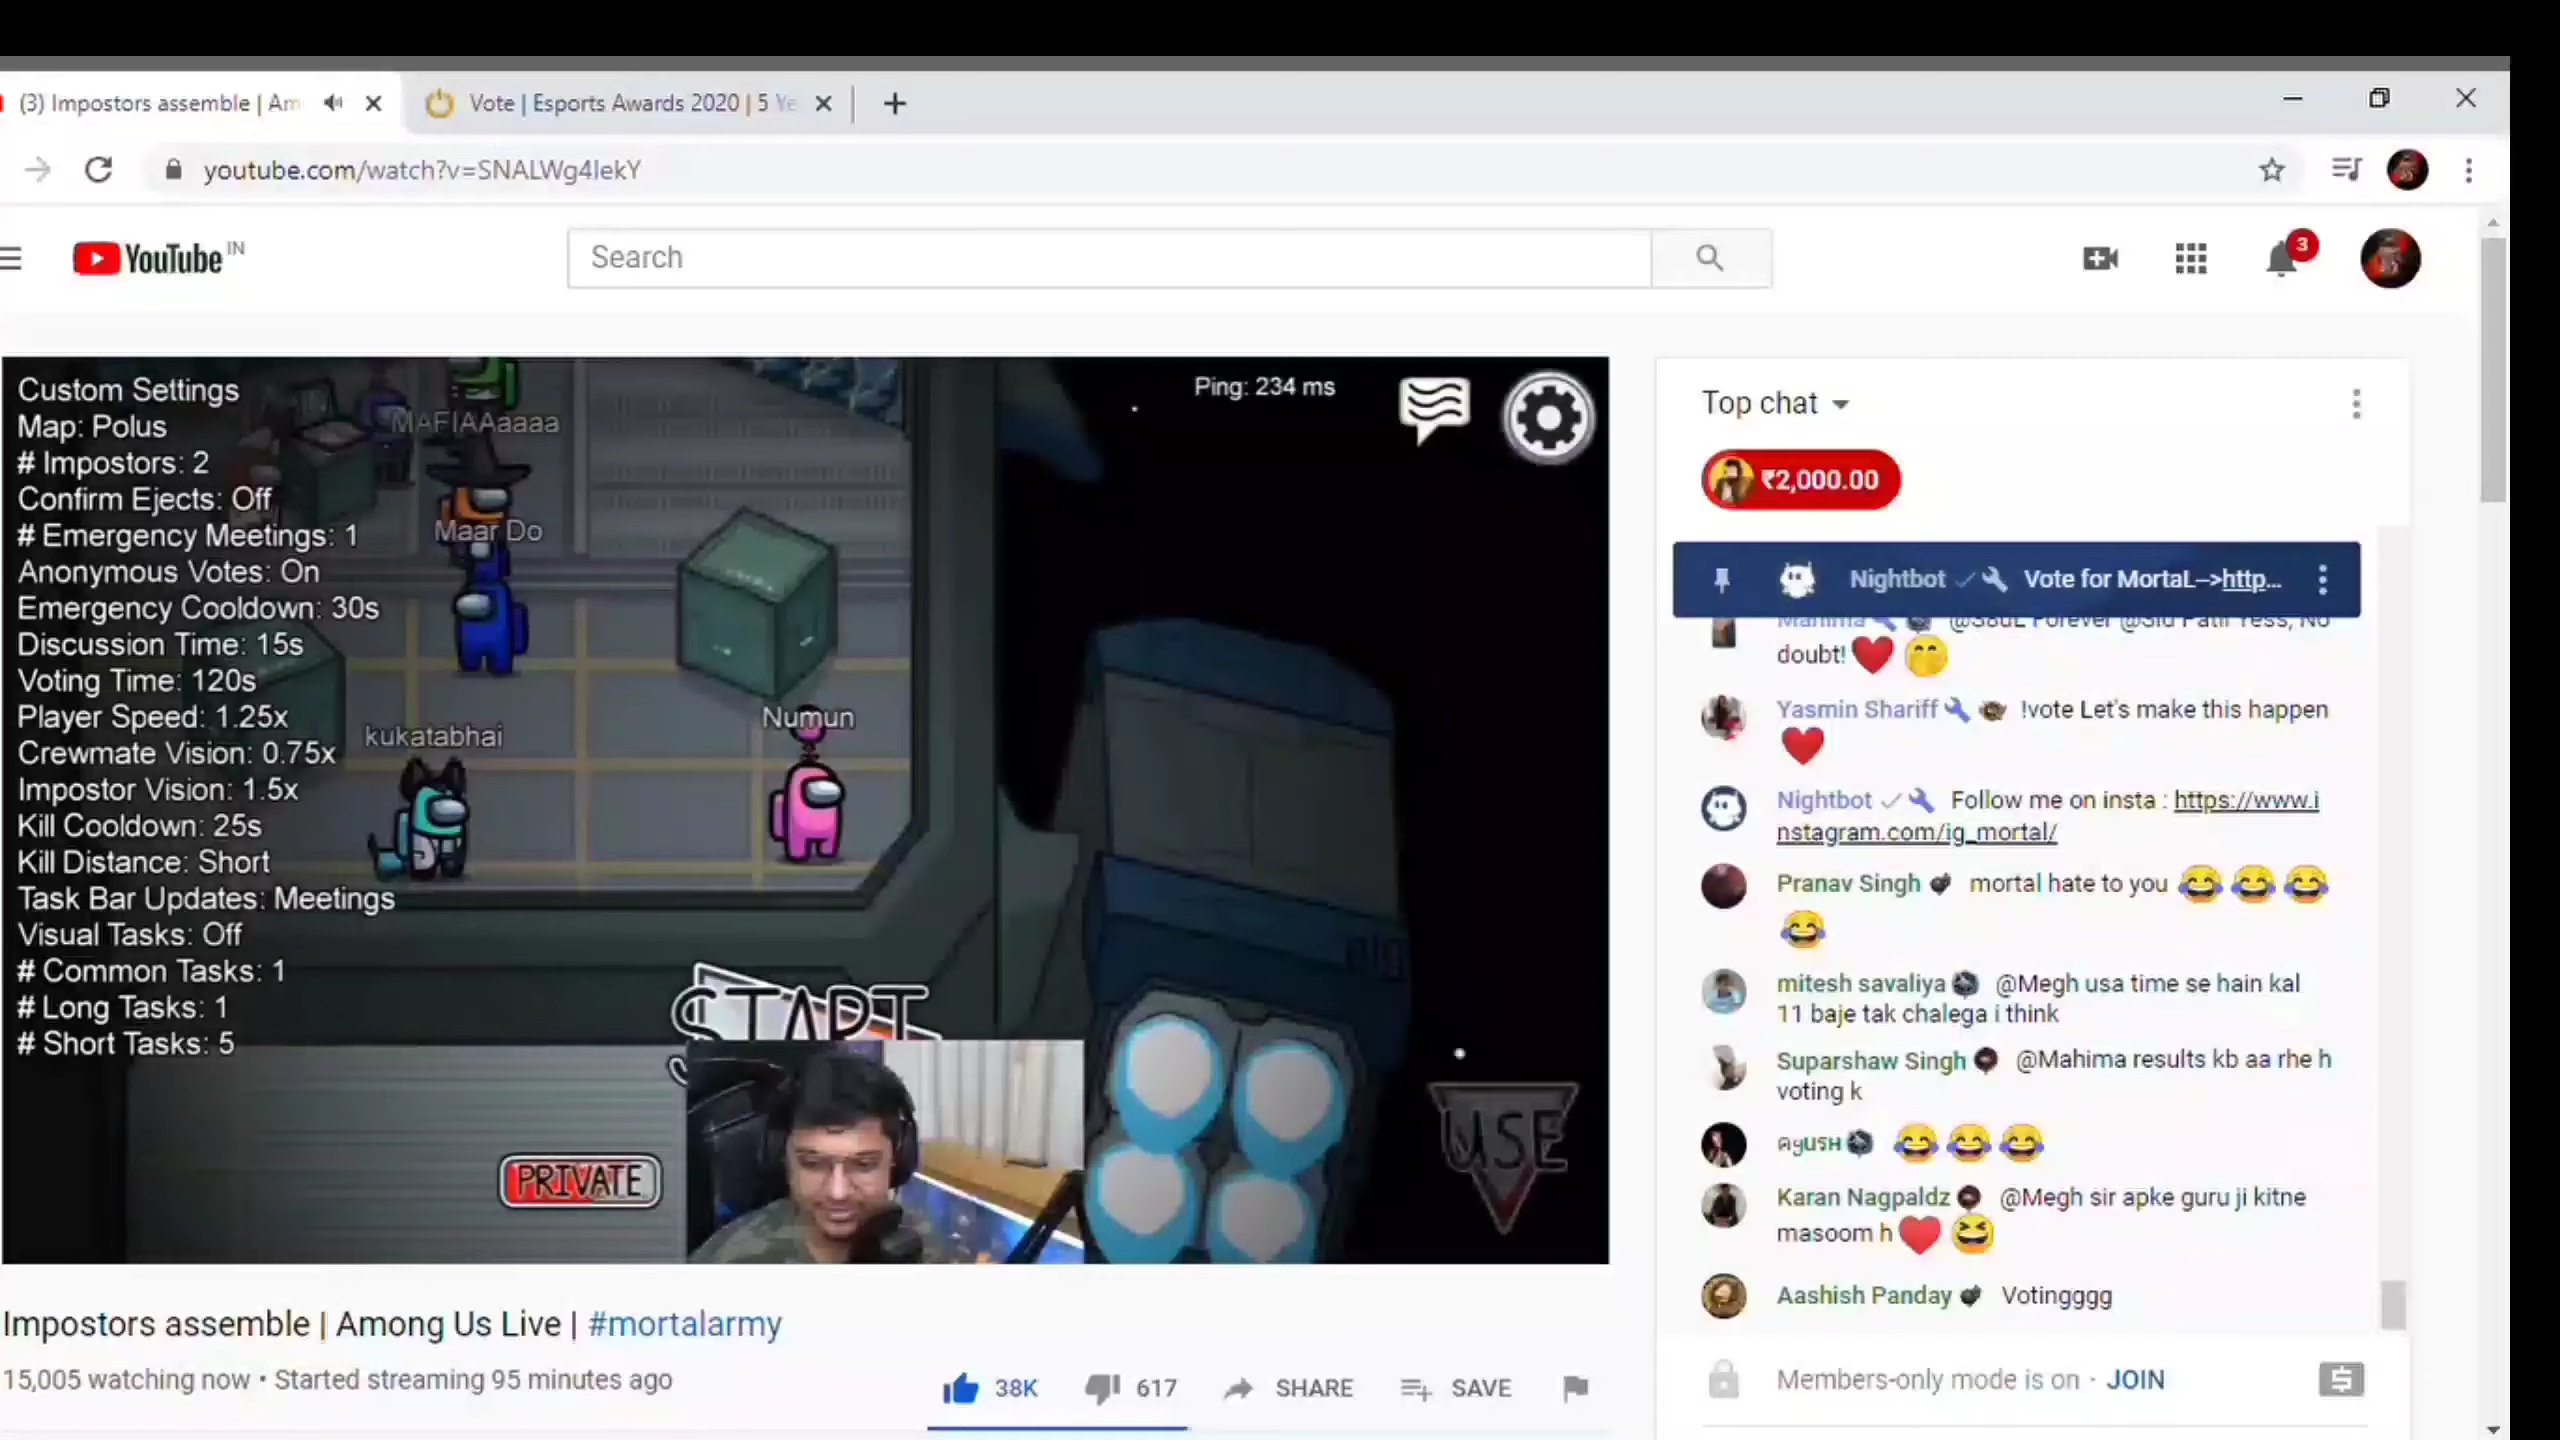 (3) Impostors assemble | Am
Vote | Esports Awards 2020 | 5 Ye
youtube.com/watch?v=SNALWg4lekY
YouTube IN
Search
3
Custom Settings
Map: Polus
# Impostors: 2
Confirm Ejects: Off
# Emergency Meetings: 1
Anonymous Votes: On
Emergency Cooldown: 30s
Discussion Time: 15s
Voting Time: 120s
Player Speed: 1.25x
Crewmate Vision: 0.75x
Impostor Vision: 1.5x
Kill Cooldown: 25s
Kill Distance: Short
Task Bar Updates: Meetings
Visual Tasks: Off
# Common Tasks: 1
# Long Tasks: 1
# Short Tasks: 5
MAFIAAaaaa
Maar Do
kukatabhai
Numun
Ping: 234 ms
START
PRIVATE
USE
Top chat
₹2,000.00
Nightbot Vote for MortaL-->http...
Mahima @S8uL Forever @Sid Patil Yess, No
doubt! ❤️ 🤭
Yasmin Shariff !vote Let's make this happen
❤️
Nightbot Follow me on insta : https://www.i
nstagram.com/ig_mortal/
Pranav Singh mortal hate to you 😂 😂 😂
😂
mitesh savaliya @Megh usa time se hain kal
11 baje tak chalega i think
Suparshaw Singh @Mahima results kb aa rhe h
voting k
😂 😂 😂
Karan Nagpaldz @Megh sir apke guru ji kitne
masoom h ❤️ 😆
Aashish Panday Votingggg
Members-only mode is on · JOIN
Impostors assemble | Among Us Live | #mortalarmy
15,005 watching now • Started streaming 95 minutes ago
38K 617 SHARE SAVE